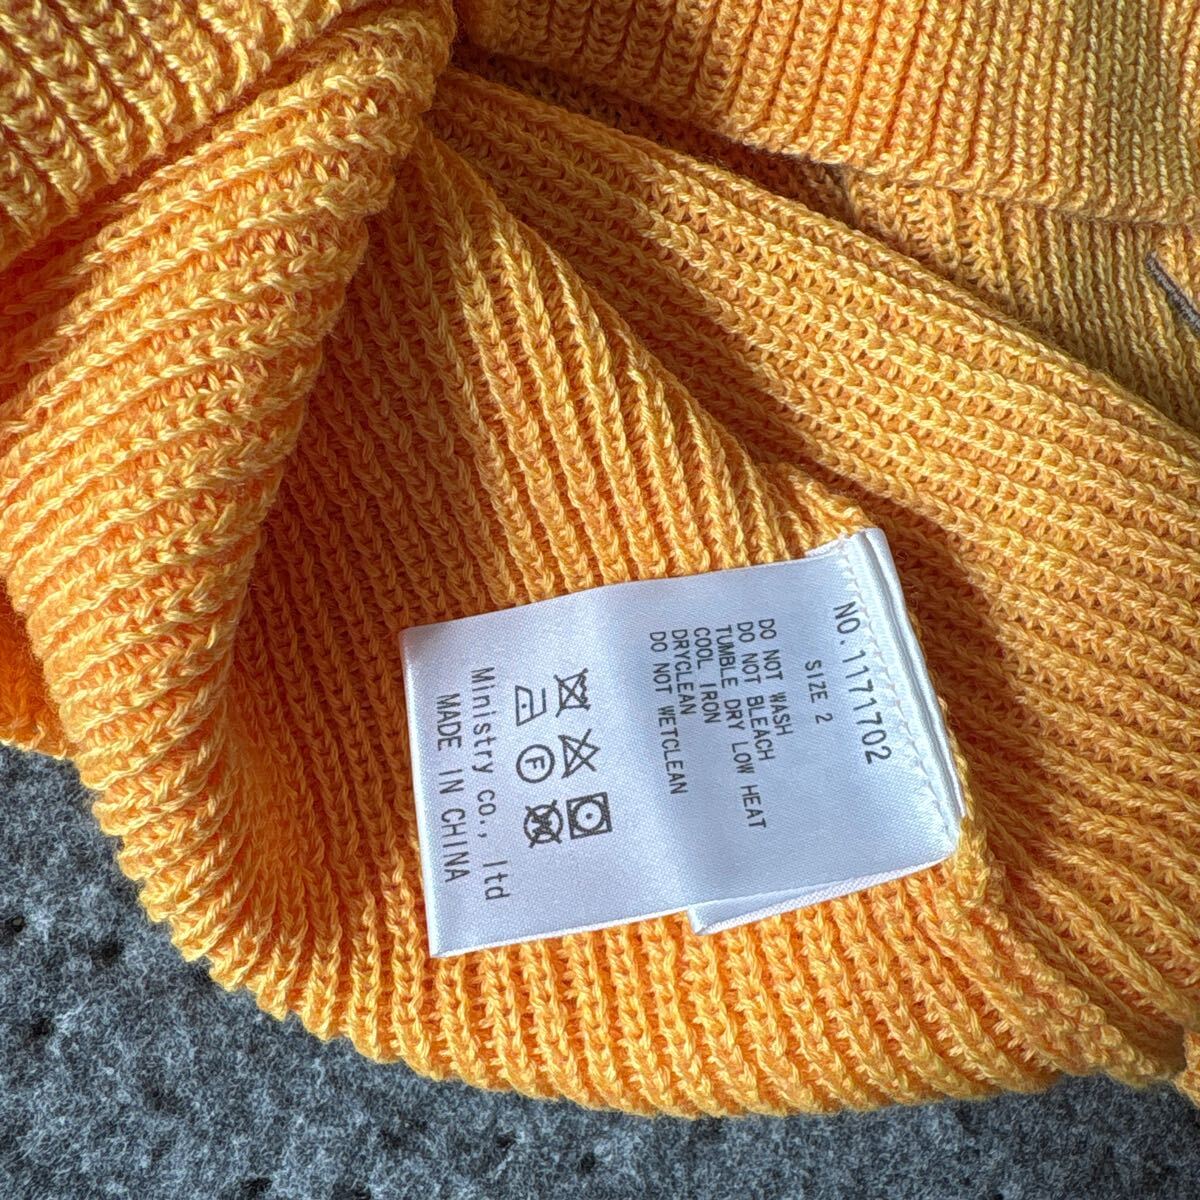 NO.1171702
SIZE 2
DO NOT WASH
DO NOT BLEACH
TUMBLE DRY LOW HEAT
COOL IRON
DRYCLEAN
DO NOT WETCLEAN
F
Ministry co., ltd
MADE IN CHINA